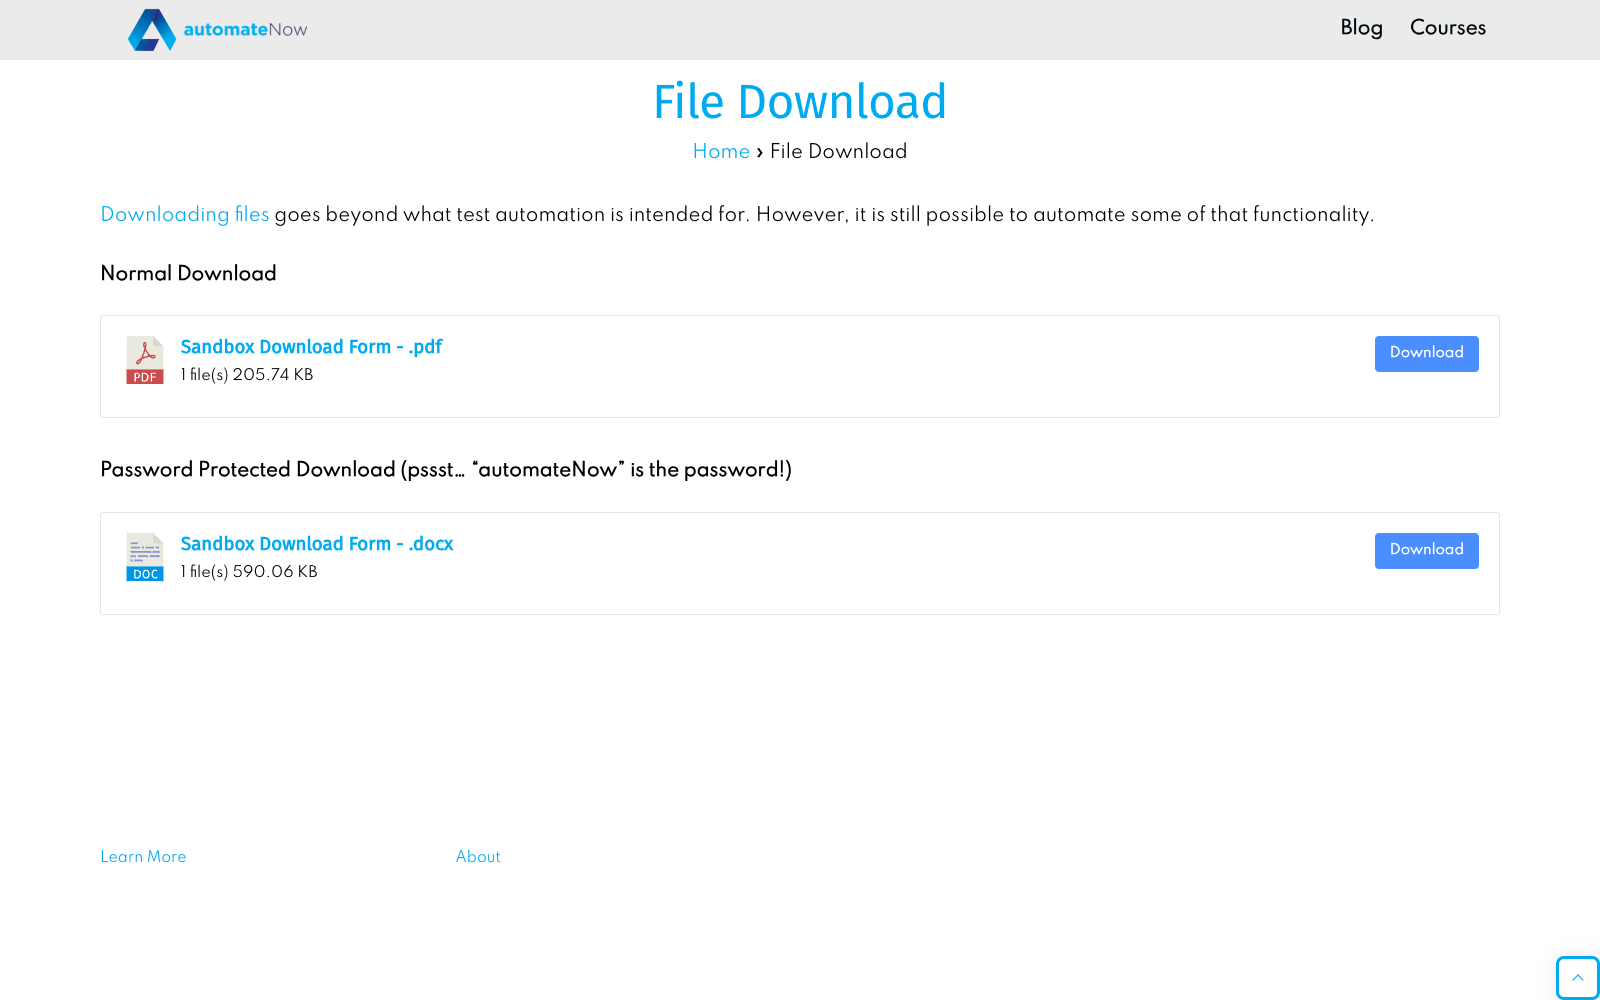 automateNow
Blog
Courses
File Download
Home › File Download
Downloading files goes beyond what test automation is intended for. However, it is still possible to automate some of that functionality.
Normal Download
PDF
Sandbox Download Form - .pdf
1 file(s) 205.74 KB
Download
Password Protected Download (pssst… “automateNow” is the password!)
DOC
Sandbox Download Form - .docx
1 file(s) 590.06 KB
Download
Learn More
About